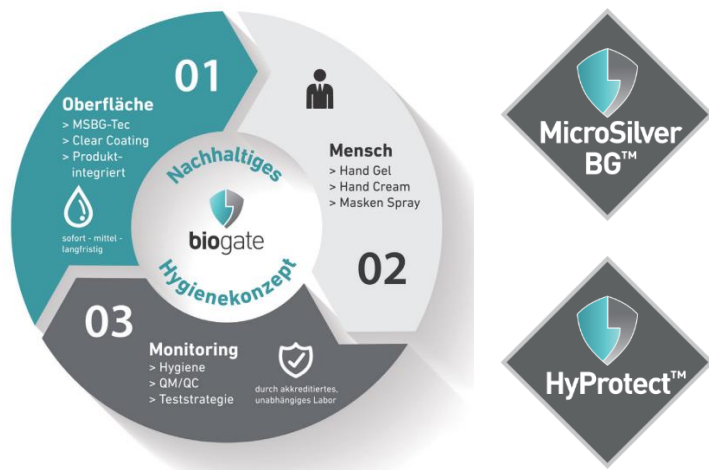 01
Oberfläche
> MSBG-Tec
> Clear Coating
> Produkt-
integriert
sofort - mittel -
langfristig
Mensch
> Hand Gel
> Hand Cream
> Masken Spray
02
03
Monitoring
> Hygiene
> QM/QC
> Teststrategie
durch akkreditiertes,
unabhängiges Labor
Nachhaltiges
biogate
Hygienekonzept
MicroSilver
BG™
HyProtect™